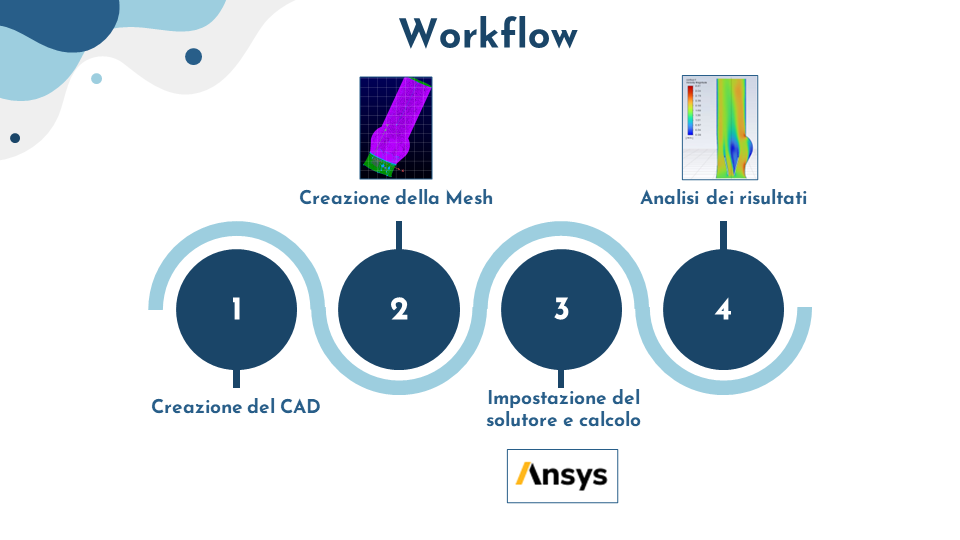 Workflow
Creazione della Mesh
Analisi dei risultati
1
2
3
4
Creazione del CAD
Impostazione del
solutore e calcolo
Ansys